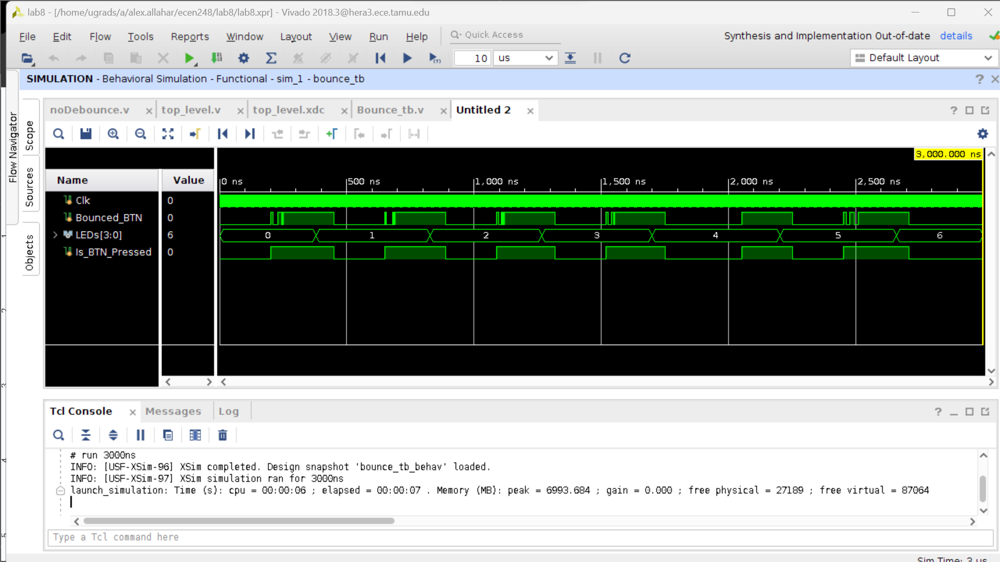 lab8 - [/home/ugrads/a/alex.allahar/ecen248/lab8/lab8.xpr] - Vivado 2018.3@hera3.ece.tamu.edu
File Edit Flow Tools Reports Window Layout View Run Help Quick Access Synthesis and Implementation Out-of-date details
10 us Default Layout
SIMULATION - Behavioral Simulation - Functional - sim_1 - bounce_tb
Flow Navigator
Scope
Sources
Objects
noDebounce.v top_level.v top_level.xdc Bounce_tb.v Untitled 2
3,000.000 ns
Name Value 0 ns 500 ns 1,000 ns 1,500 ns 2,000 ns 2,500 ns
Clk 0
Bounced_BTN 0
LEDs[3:0] 6 0 1 2 3 4 5 6
Is_BTN_Pressed 0
Tcl Console Messages Log
# run 3000ns
INFO: [USF-XSim-96] XSim completed. Design snapshot 'bounce_tb_behav' loaded.
INFO: [USF-XSim-97] XSim simulation ran for 3000ns
launch_simulation: Time (s): cpu = 00:00:06 ; elapsed = 00:00:07 . Memory (MB): peak = 6993.684 ; gain = 0.000 ; free physical = 27189 ; free virtual = 87064
Type a Tcl command here
Sim Time: 3 us